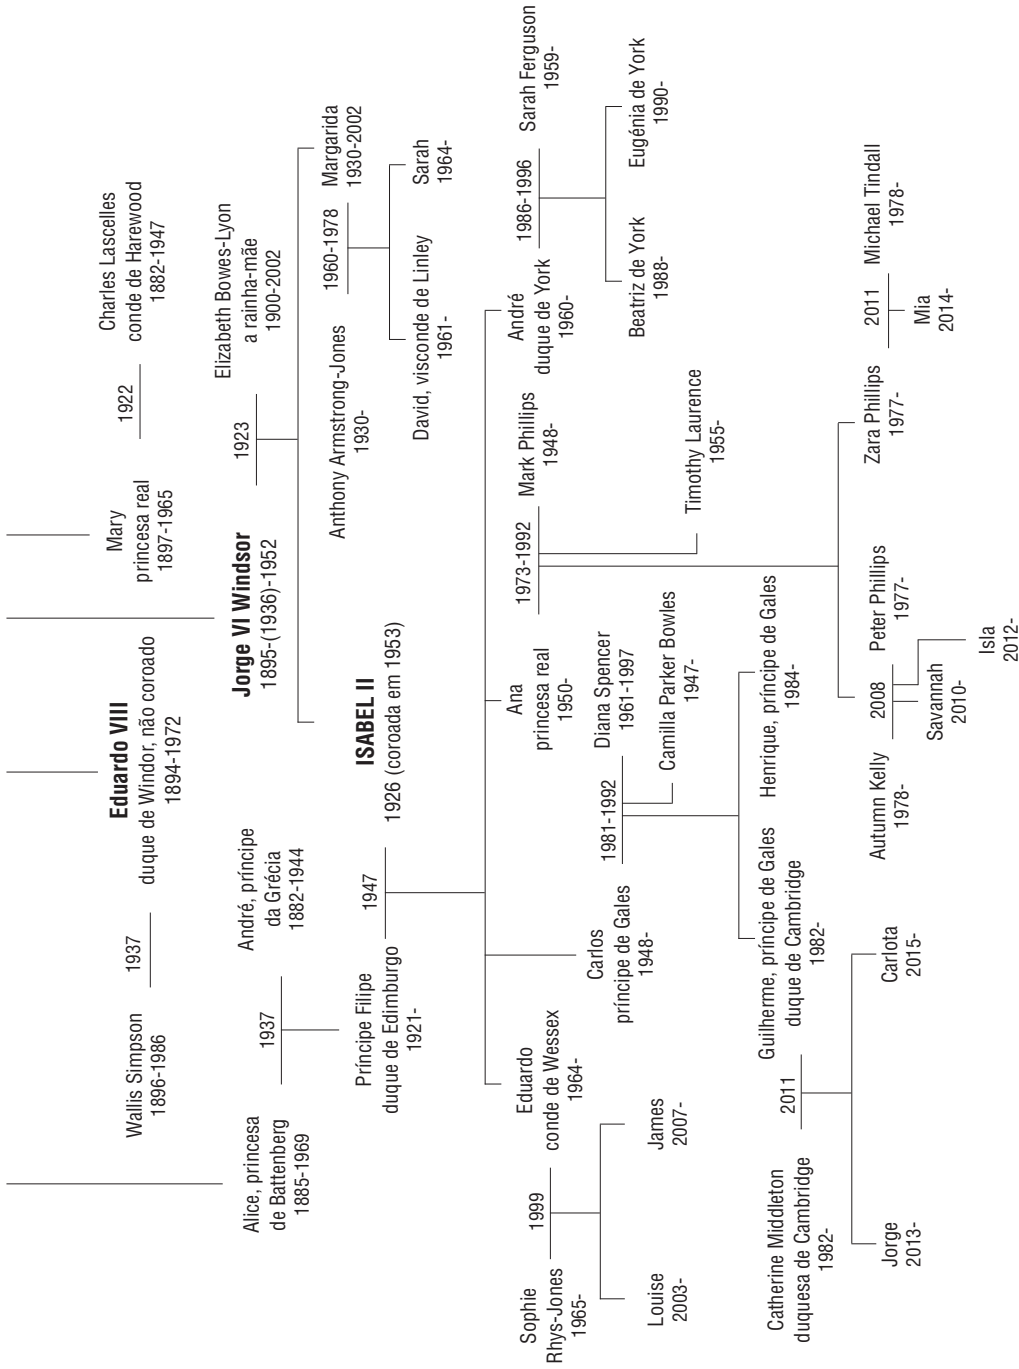 Wallis Simpson
1896-1986
1937
Eduardo VIII
duque de Windor, não coroado
1894-1972
Mary
princesa real
1897-1965
1922
Charles Lascelles
conde de Harewood
1882-1947
Alice, princesa
de Battenberg
1885-1969
1937
André, príncipe
da Grécia
1882-1944
Jorge VI Windsor
1895-(1936)-1952
1923
Elizabeth Bowes-Lyon
a rainha-mãe
1900-2002
Príncipe Filipe
duque de Edimburgo
1921-
1947
ISABEL II
1926 (coroada em 1953)
Anthony Armstrong-Jones
1930-
1960-1978
Margarida
1930-2002
David, visconde de Linley
1961-
Sarah
1964-
Sophie
Rhys-Jones
1965-
1999
Eduardo
conde de Wessex
1964-
Carlos
príncipe de Gales
1948-
1981-1992
Diana Spencer
1961-1997
Camilla Parker Bowles
1947-
Ana
princesa real
1950-
1973-1992
Mark Phillips
1948-
Timothy Laurence
1955-
André
duque de York
1960-
1986-1996
Sarah Ferguson
1959-
Louise
2003-
James
2007-
Beatriz de York
1988-
Eugénia de York
1990-
Catherine Middleton
duquesa de Cambridge
1982-
2011
Guilherme, príncipe de Gales
duque de Cambridge
1982-
Henrique, príncipe de Gales
1984-
Autumn Kelly
1978-
2008
Peter Phillips
1977-
Zara Phillips
1977-
2011
Michael Tindall
1978-
Jorge
2013-
Carlota
2015-
Savannah
2010-
Isla
2012-
Mia
2014-